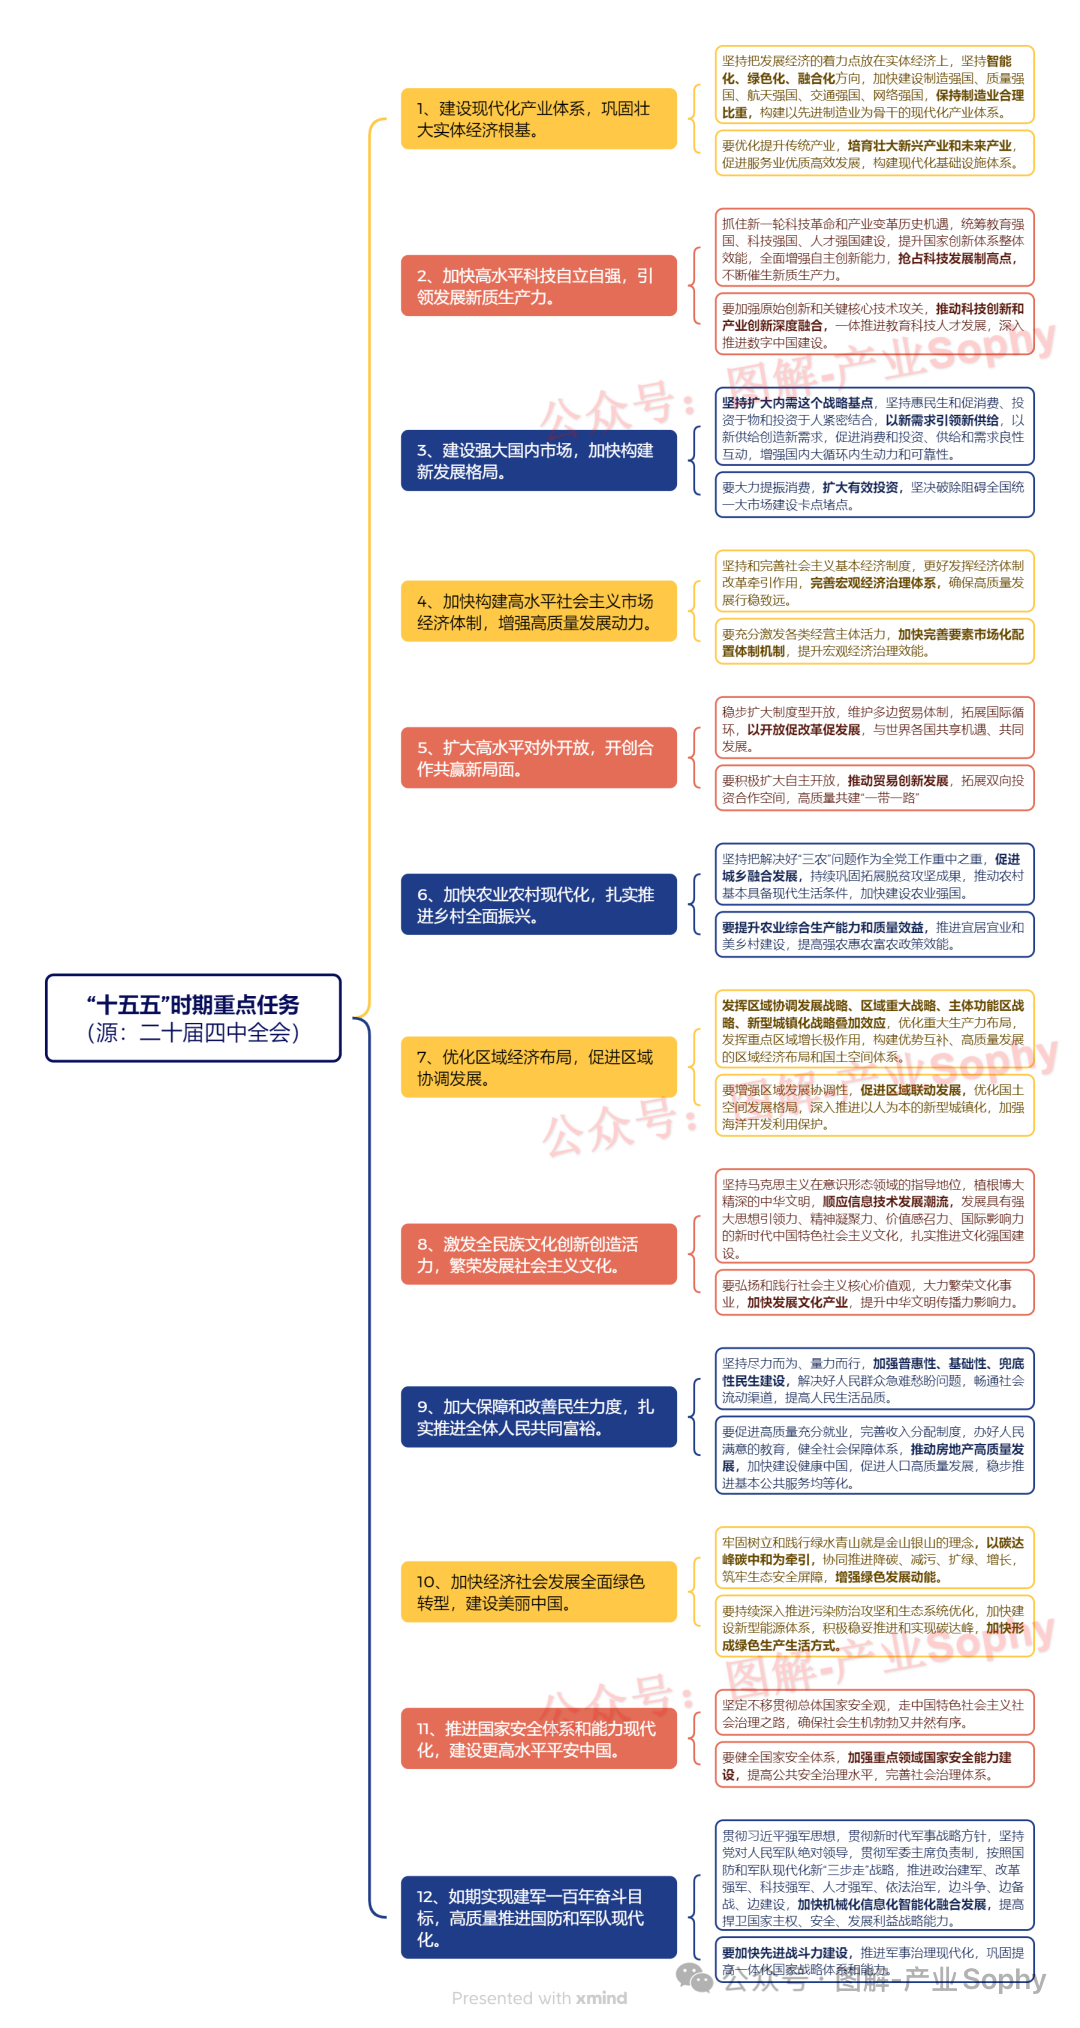 “十五五”时期重点任务
（源：二十届四中全会）
1、建设现代化产业体系，巩固壮
大实体经济根基。
坚持把发展经济的着力点放在实体经济上，坚持智能
化、绿色化、融合化方向，加快建设制造强国、质量强
国、航天强国、交通强国、网络强国，保持制造业合理
比重，构建以先进制造业为骨干的现代化产业体系。
要优化提升传统产业，培育壮大新兴产业和未来产业，
促进服务业优质高效发展，构建现代化基础设施体系。
2、加快高水平科技自立自强，引
领发展新质生产力。
抓住新一轮科技革命和产业变革历史机遇，统筹教育强
国、科技强国、人才强国建设，提升国家创新体系整体
效能，全面增强自主创新能力，抢占科技发展制高点，
不断催生新质生产力。
要加强原始创新和关键核心技术攻关，推动科技创新和
产业创新深度融合，一体推进教育科技人才发展，深入
推进数字中国建设。
公众号：图解-产业Sophy
3、建设强大国内市场，加快构建
新发展格局。
坚持扩大内需这个战略基点，坚持惠民生和促消费、投
资于物和投资于人紧密结合，以新需求引领新供给，以
新供给创造新需求，促进消费和投资、供给和需求良性
互动，增强国内大循环内生动力和可靠性。
要大力提振消费，扩大有效投资，坚决破除阻碍全国统
一大市场建设卡点堵点。
4、加快构建高水平社会主义市场
经济体制，增强高质量发展动力。
坚持和完善社会主义基本经济制度，更好发挥经济体制
改革牵引作用，完善宏观经济治理体系，确保高质量发
展行稳致远。
要充分激发各类经营主体活力，加快完善要素市场化配
置体制机制，提升宏观经济治理效能。
5、扩大高水平对外开放，开创合
作共赢新局面。
稳步扩大制度型开放，维护多边贸易体制，拓展国际循
环，以开放促改革促发展，与世界各国共享机遇、共同
发展。
要积极扩大自主开放，推动贸易创新发展，拓展双向投
资合作空间，高质量共建“一带一路”
6、加快农业农村现代化，扎实推
进乡村全面振兴。
坚持把解决好“三农”问题作为全党工作重中之重，促进
城乡融合发展，持续巩固拓展脱贫攻坚成果，推动农村
基本具备现代生活条件，加快建设农业强国。
要提升农业综合生产能力和质量效益，推进宜居宜业和
美乡村建设，提高强农惠农富农政策效能。
7、优化区域经济布局，促进区域
协调发展。
发挥区域协调发展战略、区域重大战略、主体功能区战
略、新型城镇化战略叠加效应，优化重大生产力布局，
发挥重点区域增长极作用，构建优势互补、高质量发展
的区域经济布局和国土空间体系。
要增强区域发展协调性，促进区域联动发展，优化国土
空间发展格局，深入推进以人为本的新型城镇化，加强
海洋开发利用保护。
公众号：图解-产业Sophy
8、激发全民族文化创新创造活
力，繁荣发展社会主义文化。
坚持马克思主义在意识形态领域的指导地位，植根博大
精深的中华文明，顺应信息技术发展潮流，发展具有强
大思想引领力、精神凝聚力、价值感召力、国际影响力
的新时代中国特色社会主义文化，扎实推进文化强国建
设。
要弘扬和践行社会主义核心价值观，大力繁荣文化事
业，加快发展文化产业，提升中华文明传播力影响力。
9、加大保障和改善民生力度，扎
实推进全体人民共同富裕。
坚持尽力而为、量力而行，加强普惠性、基础性、兜底
性民生建设，解决好人民群众急难愁盼问题，畅通社会
流动渠道，提高人民生活品质。
要促进高质量充分就业，完善收入分配制度，办好人民
满意的教育，健全社会保障体系，推动房地产高质量发
展，加快建设健康中国，促进人口高质量发展，稳步推
进基本公共服务均等化。
10、加快经济社会发展全面绿色
转型，建设美丽中国。
牢固树立和践行绿水青山就是金山银山的理念，以碳达
峰碳中和为牵引，协同推进降碳、减污、扩绿、增长，
筑牢生态安全屏障，增强绿色发展动能。
要持续深入推进污染防治攻坚和生态系统优化，加快建
设新型能源体系，积极稳妥推进和实现碳达峰，加快形
成绿色生产生活方式。
公众号：图解-产业Sophy
11、推进国家安全体系和能力现代
化，建设更高水平平安中国。
坚定不移贯彻总体国家安全观，走中国特色社会主义社
会治理之路，确保社会生机勃勃又井然有序。
要健全国家安全体系，加强重点领域国家安全能力建
设，提高公共安全治理水平，完善社会治理体系。
12、如期实现建军一百年奋斗目
标，高质量推进国防和军队现代
化。
贯彻习近平强军思想，贯彻新时代军事战略方针，坚持
党对人民军队绝对领导，贯彻军委主席负责制，按照国
防和军队现代化新“三步走”战略，推进政治建军、改革
强军、科技强军、人才强军、依法治军，边斗争、边备
战、边建设，加快机械化信息化智能化融合发展，提高
捍卫国家主权、安全、发展利益战略能力。
要加快先进战斗力建设，推进军事治理现代化，巩固提
高一体化国家战略体系和能力。
公众号·图解-产业Sophy
Presented with xmind